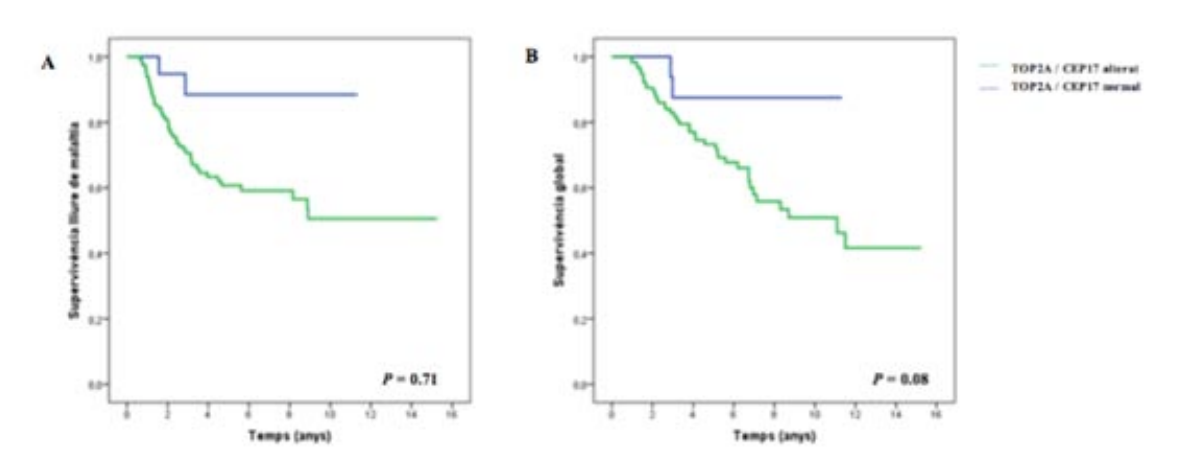 A
B
TOP2A / CEP17 alterat
TOP2A / CEP17 normal
Supervivència lliure de malaltia
1,0
0,8
0,6
0,4
0,2
0,0
P = 0.71
0 2 4 6 8 10 12 14 16
Temps (anys)
Supervivència global
1,0
0,8
0,6
0,4
0,2
0,0
P = 0.08
0 2 4 6 8 10 12 14 16
Temps (anys)